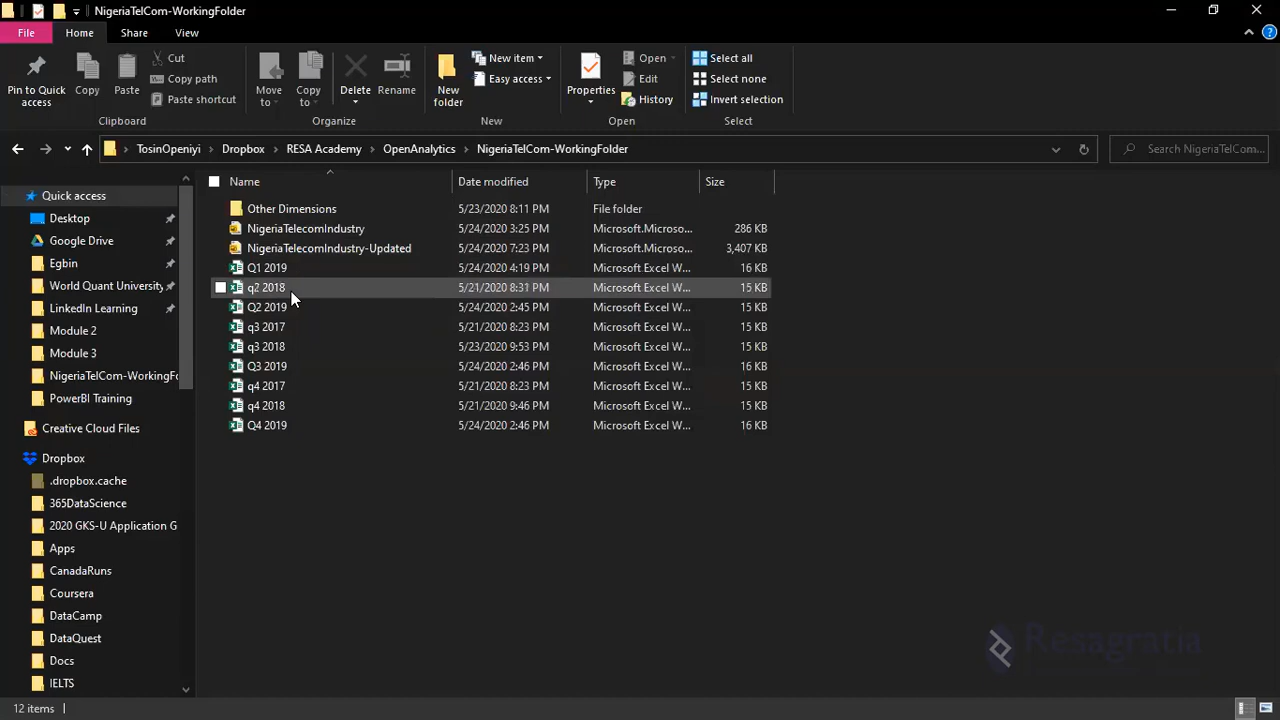 NigeriaTelCom-WorkingFolder
File Home Share View
Pin to Quick access
Copy
Paste
Cut
Copy path
Paste shortcut
Clipboard
Move to
Copy to
Delete
Rename
Organize
New folder
New item
Easy access
New
Properties
Open
Edit
History
Open
Select all
Select none
Invert selection
Select
TosinOpeniyi > Dropbox > RESA Academy > OpenAnalytics > NigeriaTelCom-WorkingFolder
Search NigeriaTelCom...
Quick access
Desktop
Google Drive
Egbin
World Quant University
LinkedIn Learning
Module 2
Module 3
NigeriaTelCom-WorkingFo
PowerBI Training
Creative Cloud Files
Dropbox
.dropbox.cache
365DataScience
2020 GKS-U Application G
Apps
CanadaRuns
Coursera
DataCamp
DataQuest
Docs
IELTS
Name Date modified Type Size
Other Dimensions 5/23/2020 8:11 PM File folder
NigeriaTelecomIndustry 5/24/2020 3:25 PM Microsoft.Microso... 286 KB
NigeriaTelecomIndustry-Updated 5/24/2020 7:23 PM Microsoft.Microso... 3,407 KB
Q1 2019 5/24/2020 4:19 PM Microsoft Excel W... 16 KB
q2 2018 5/21/2020 8:31 PM Microsoft Excel W... 15 KB
Q2 2019 5/24/2020 2:45 PM Microsoft Excel W... 15 KB
q3 2017 5/21/2020 8:23 PM Microsoft Excel W... 15 KB
q3 2018 5/23/2020 9:53 PM Microsoft Excel W... 15 KB
Q3 2019 5/24/2020 2:46 PM Microsoft Excel W... 16 KB
q4 2017 5/21/2020 8:23 PM Microsoft Excel W... 15 KB
q4 2018 5/21/2020 9:46 PM Microsoft Excel W... 15 KB
Q4 2019 5/24/2020 2:46 PM Microsoft Excel W... 16 KB
Resagratia
12 items